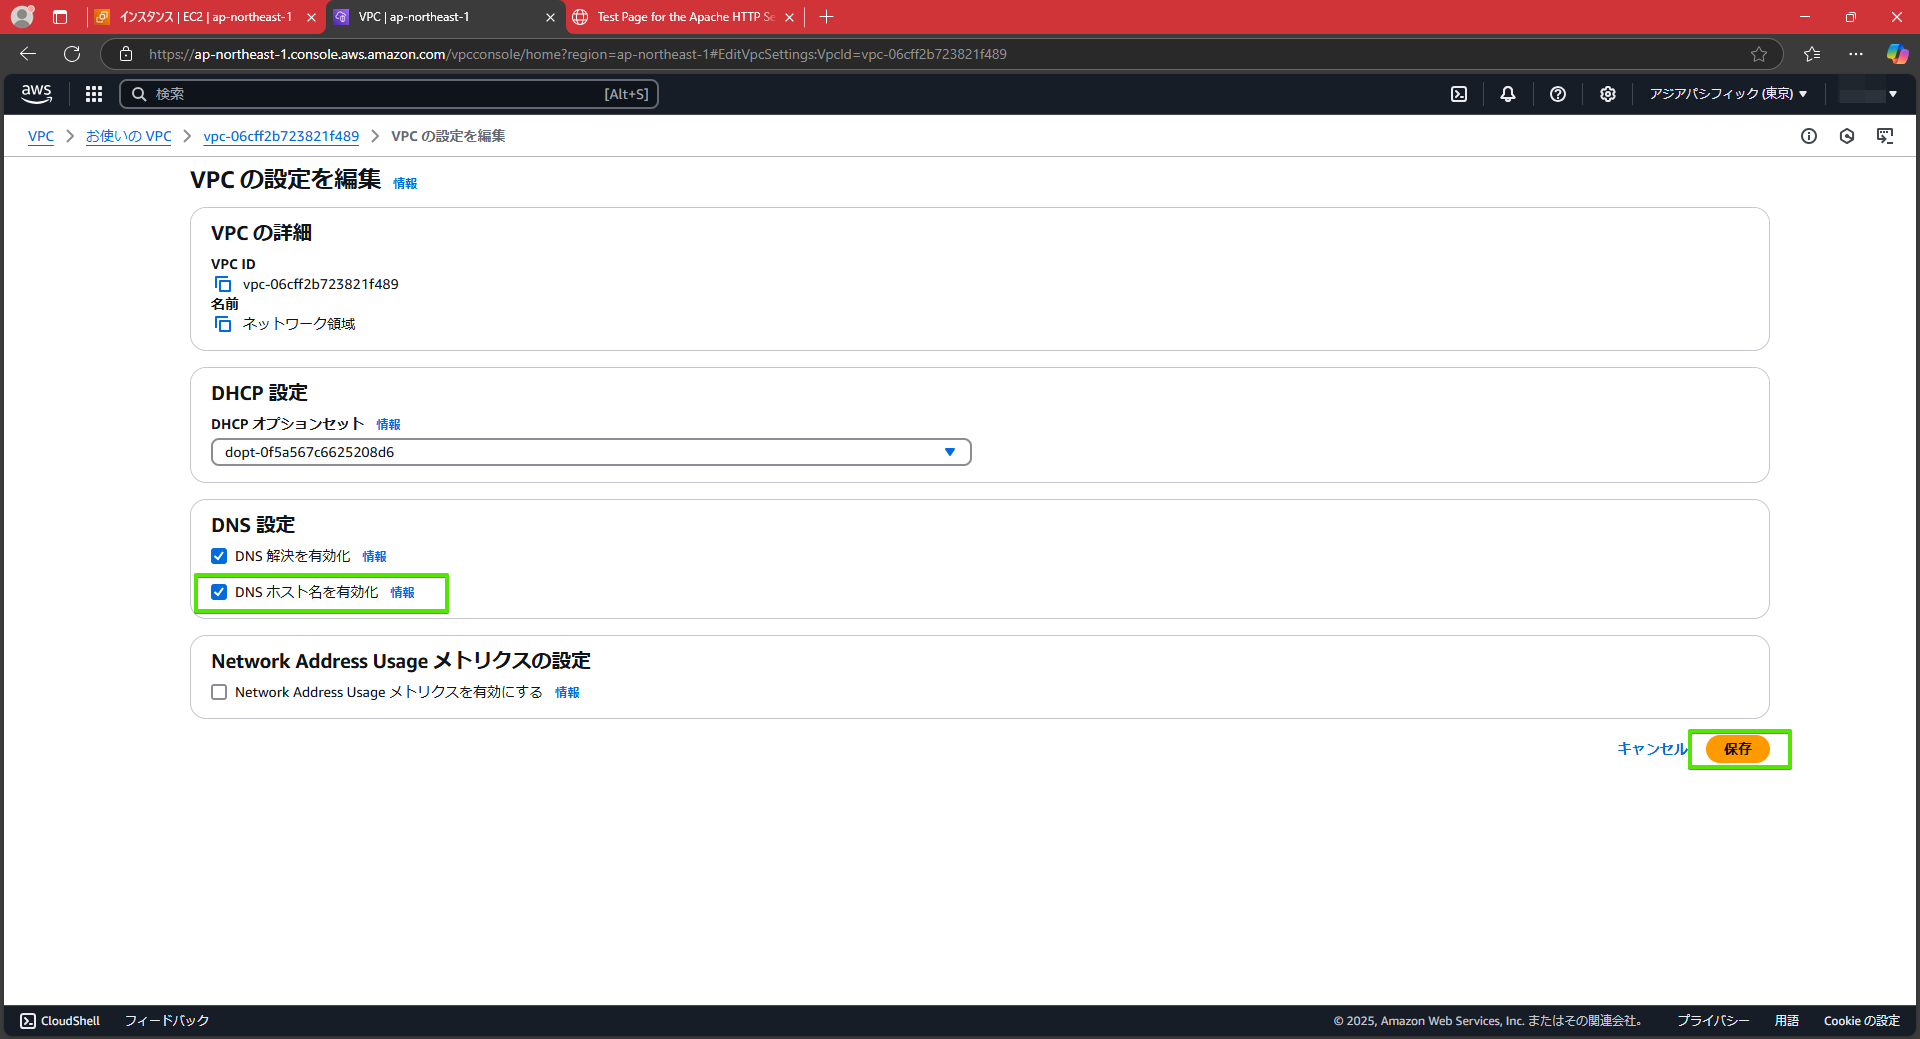 インスタンス | EC2 | ap-northeast-1
VPC | ap-northeast-1
Test Page for the Apache HTTP Se
https://ap-northeast-1.console.aws.amazon.com/vpcconsole/home?region=ap-northeast-1#EditVpcSettings:VpcId=vpc-06cff2b723821f489
aws
検索
[Alt+S]
アジアパシフィック (東京)
VPC
お使いの VPC
vpc-06cff2b723821f489
VPC の設定を編集
VPC の設定を編集 情報
VPC の詳細
VPC ID
vpc-06cff2b723821f489
名前
ネットワーク領域
DHCP 設定
DHCP オプションセット 情報
dopt-0f5a567c6625208d6
DNS 設定
DNS 解決を有効化 情報
DNS ホスト名を有効化 情報
Network Address Usage メトリクスの設定
Network Address Usage メトリクスを有効にする 情報
キャンセル
保存
CloudShell
フィードバック
© 2025, Amazon Web Services, Inc. またはその関連会社。
プライバシー
用語
Cookie の設定